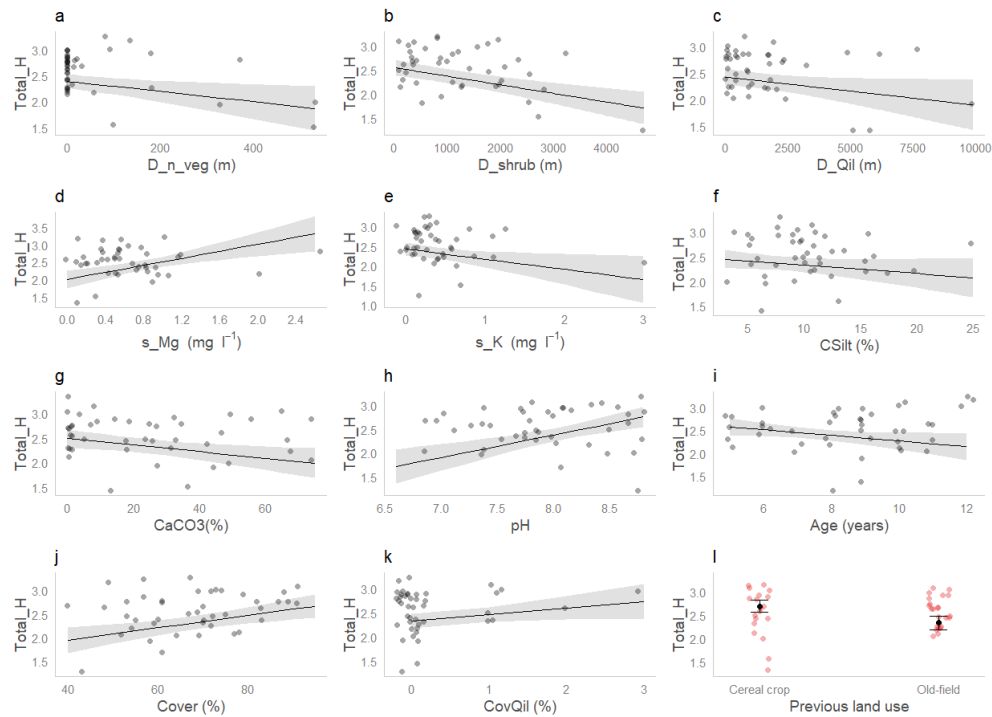 a
b
c
Total_H
3.0
2.5
2.0
1.5
0
200
400
D_n_veg (m)
Total_H
3.0
2.5
2.0
1.5
0
1000
2000
3000
4000
D_shrub (m)
Total_H
3.0
2.5
2.0
1.5
0
2500
5000
7500
10000
D_Qil (m)
d
e
f
Total_H
3.5
3.0
2.5
2.0
1.5
0.0
0.4
0.8
1.2
1.6
2.0
2.4
s_Mg (mg l⁻¹)
Total_H
3.0
2.5
2.0
1.5
1.0
0
1
2
3
s_K (mg l⁻¹)
Total_H
3.0
2.5
2.0
1.5
5
10
15
20
25
CSilt (%)
g
h
i
Total_H
3.0
2.5
2.0
1.5
0
20
40
60
CaCO3(%)
Total_H
3.0
2.5
2.0
1.5
6.5
7.0
7.5
8.0
8.5
pH
Total_H
3.0
2.5
2.0
1.5
6
8
10
12
Age (years)
j
k
l
Total_H
3.0
2.5
2.0
1.5
40
60
80
Cover (%)
Total_H
3.0
2.5
2.0
1.5
0
1
2
3
CovQil (%)
Total_H
3.0
2.5
2.0
1.5
Cereal crop
Old-field
Previous land use